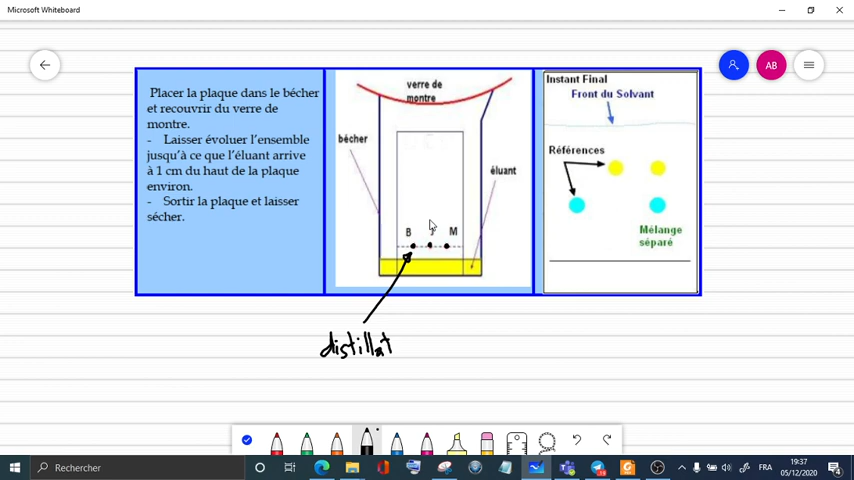 Microsoft Whiteboard
AB
Placer la plaque dans le bécher
et recouvrir du verre de
montre.
- Laisser évoluer l'ensemble
jusqu'à ce que l'éluant arrive
à 1 cm du haut de la plaque
environ.
- Sortir la plaque et laisser
sécher.
verre de
montre
bécher
éluant
B J M
Instant Final
Front du Solvant
Références
Mélange
séparé
distillat
Rechercher
FRA
19:37
05/12/2020
4